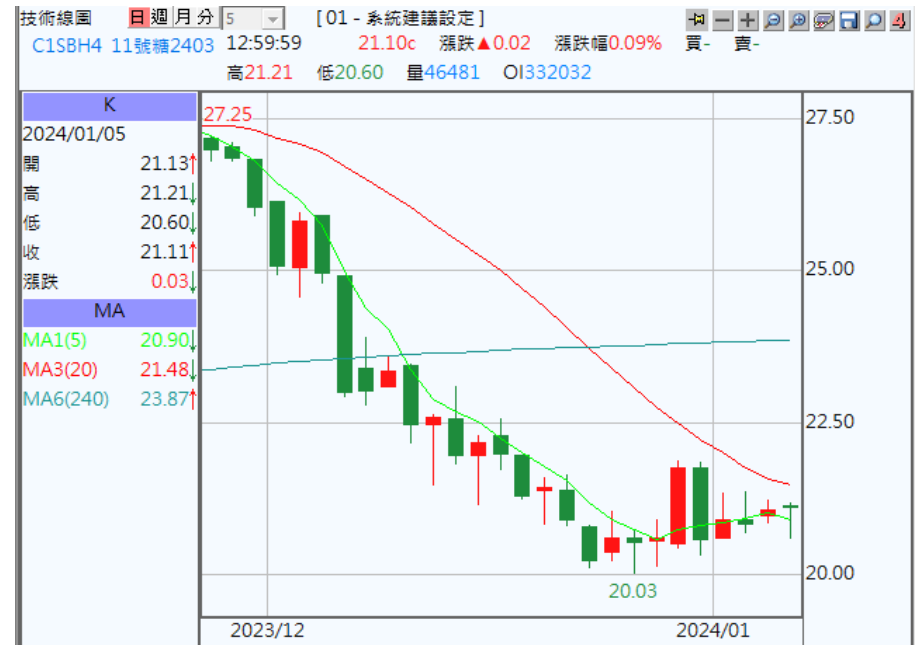 技術線圖 日 週 月 分 5 [ 01 - 系統建議設定 ]
C1SBH4 11號糖2403 12:59:59 21.10c 漲跌▲0.02 漲跌幅0.09% 買- 賣-
高21.21 低20.60 量46481 OI332032
K
2024/01/05
開 21.13↑
高 21.21↓
低 20.60↓
收 21.11↑
漲跌 0.03↓
MA
MA1(5) 20.90↓
MA3(20) 21.48↓
MA6(240) 23.87↑
27.25
20.03
27.50
25.00
22.50
20.00
2023/12 2024/01